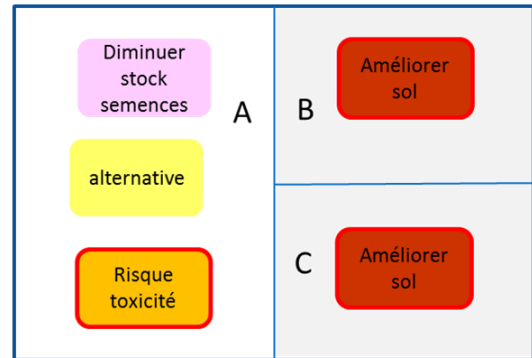 Diminuer
stock
semences
A
alternative
Risque
toxicité
B
Améliorer
sol
C
Améliorer
sol